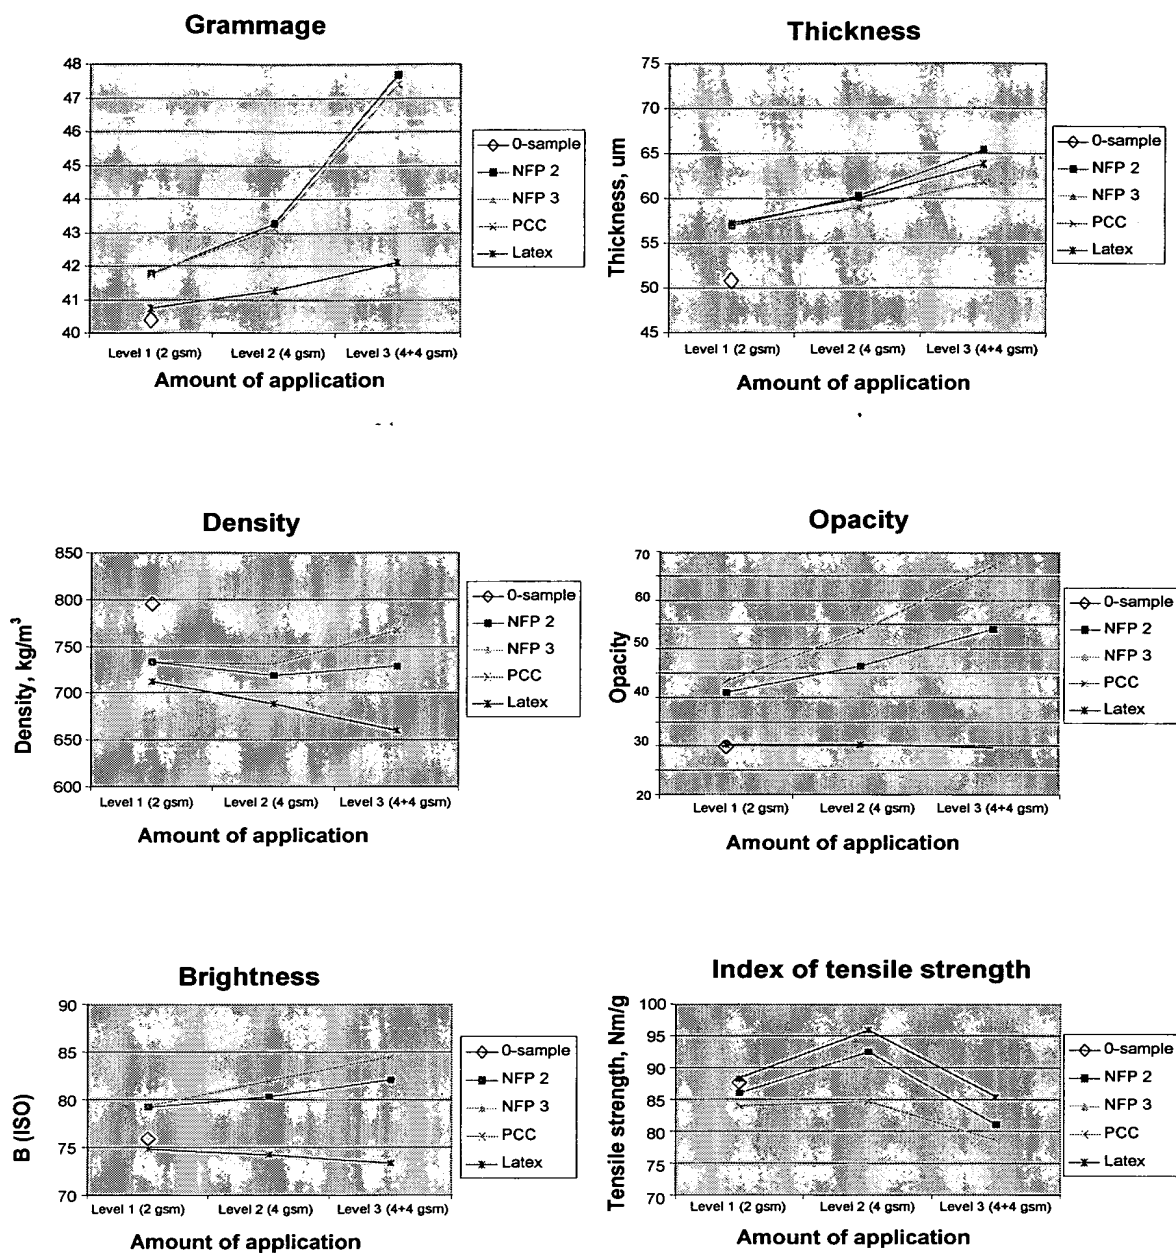 Grammage
48
47
46
45
44
43
42
41
40
Level 1 (2 gsm) Level 2 (4 gsm) Level 3 (4+4 gsm)
Amount of application
0-sample
NFP 2
NFP 3
PCC
Latex
Thickness
Thickness, um
75
70
65
60
55
50
45
Level 1 (2 gsm) Level 2 (4 gsm) Level 3 (4+4 gsm)
Amount of application
0-sample
NFP 2
NFP 3
PCC
Latex
Density
Density, kg/m³
850
800
750
700
650
600
Level 1 (2 gsm) Level 2 (4 gsm) Level 3 (4+4 gsm)
Amount of application
0-sample
NFP 2
NFP 3
PCC
Latex
Opacity
Opacity
70
60
50
40
30
20
Level 1 (2 gsm) Level 2 (4 gsm) Level 3 (4+4 gsm)
Amount of application
0-sample
NFP 2
NFP 3
PCC
Latex
Brightness
B (ISO)
90
85
80
75
70
Level 1 (2 gsm) Level 2 (4 gsm) Level 3 (4+4 gsm)
Amount of application
0-sample
NFP 2
NFP 3
PCC
Latex
Index of tensile strength
Tensile strength, Nm/g
100
95
90
85
80
75
70
Level 1 (2 gsm) Level 2 (4 gsm) Level 3 (4+4 gsm)
Amount of application
0-sample
NFP 2
NFP 3
PCC
Latex